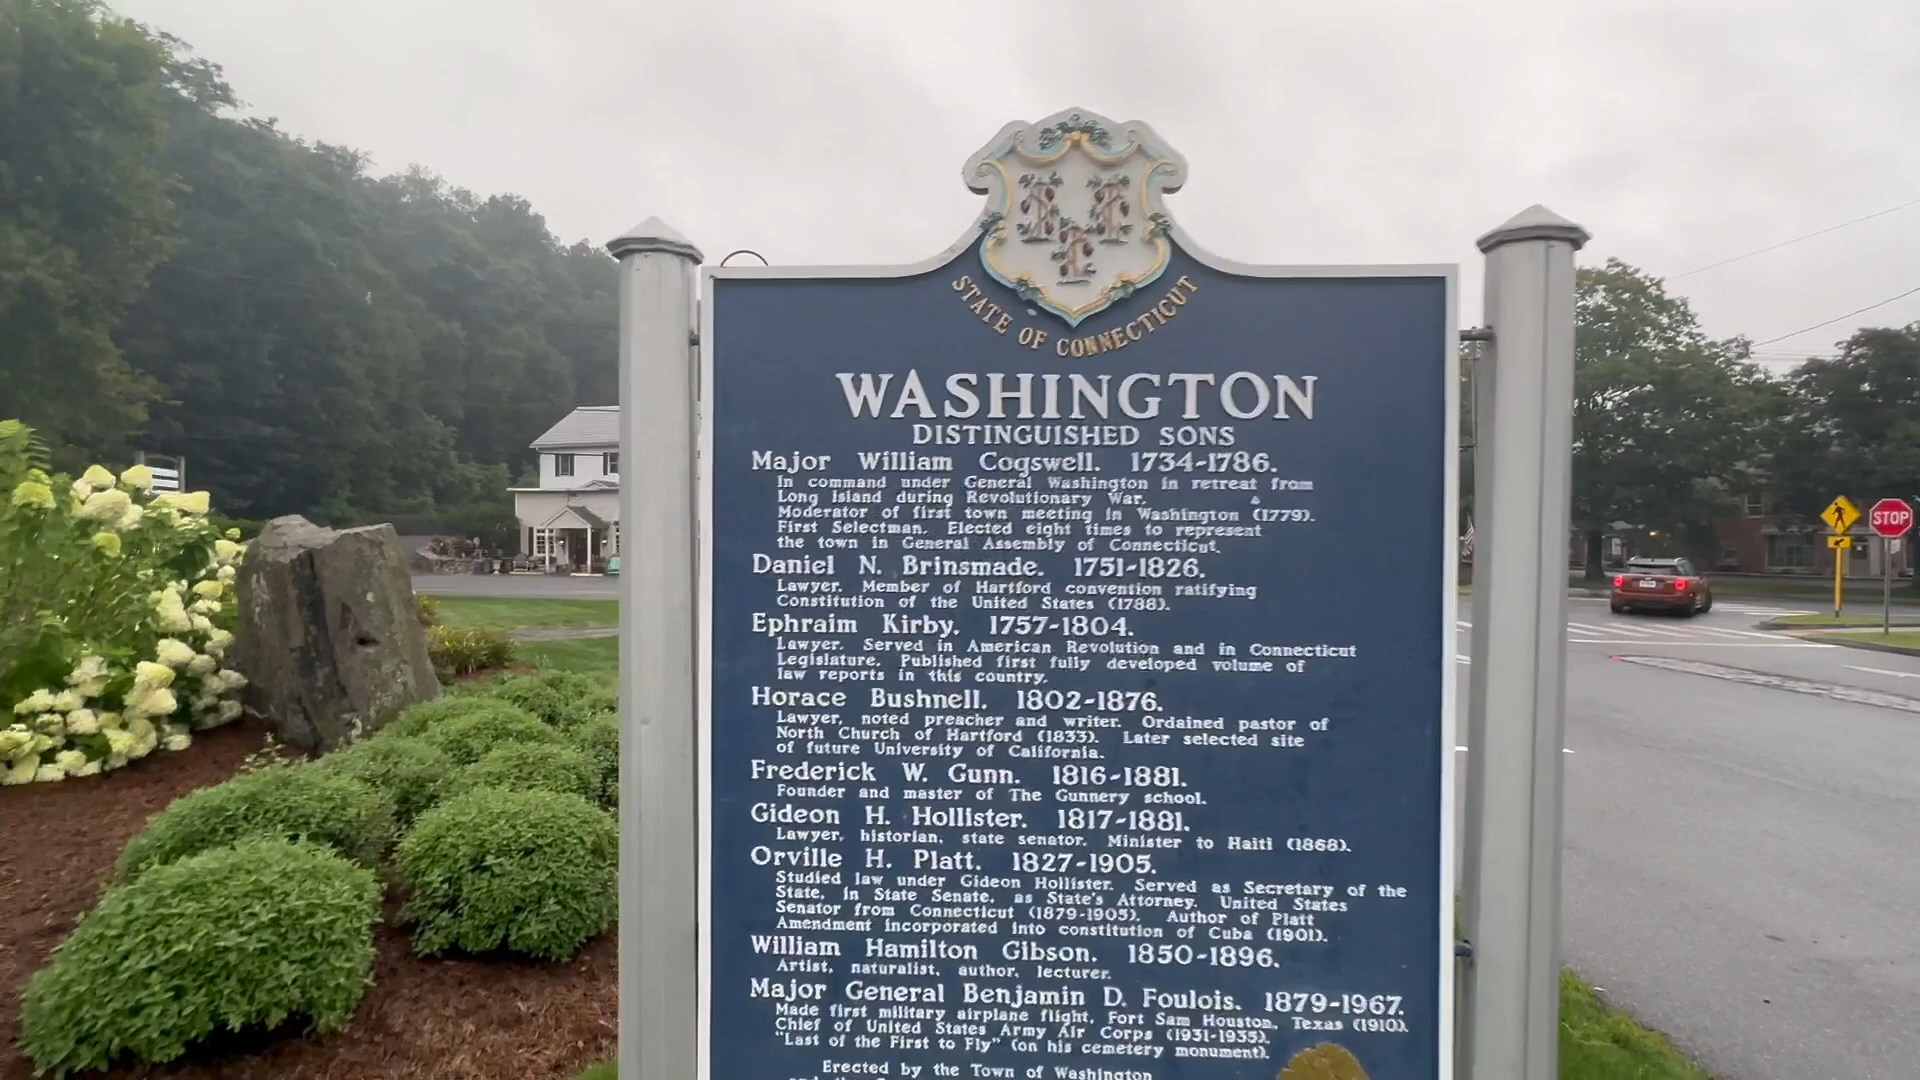 STATE OF CONNECTICUT
WASHINGTON
DISTINGUISHED SONS
Major William Cogswell. 1734-1786.
In command under General Washington in retreat from
Long Island during Revolutionary War.
Moderator of first town meeting in Washington (1779).
First Selectman. Elected eight times to represent
the town in General Assembly of Connecticut.
Daniel N. Brinsmade. 1751-1826.
Lawyer. Member of Hartford convention ratifying
Constitution of the United States (1788).
Ephraim Kirby. 1757-1804.
Lawyer. Served in American Revolution and in Connecticut
Legislature. Published first fully developed volume of
law reports in this country.
Horace Bushnell. 1802-1876.
Lawyer, noted preacher and writer. Ordained pastor of
North Church of Hartford (1833). Later selected site
of future University of California.
Frederick W. Gunn. 1816-1881.
Founder and master of The Gunnery school.
Gideon H. Hollister. 1817-1881.
Lawyer, historian, state senator. Minister to Haiti (1868).
Orville H. Platt. 1827-1905.
Studied law under Gideon Hollister. Served as Secretary of the
State, in State Senate, as State's Attorney. United States
Senator from Connecticut (1879-1905). Author of Platt
Amendment incorporated into constitution of Cuba (1901).
William Hamilton Gibson. 1850-1896.
Artist, naturalist, author, lecturer.
Major General Benjamin D. Foulois. 1879-1967.
Made first military airplane flight, Fort Sam Houston, Texas (1910).
Chief of United States Army Air Corps (1931-1935).
"Last of the First to Fly" (on his cemetery monument).
Erected by the Town of Washington
STOP